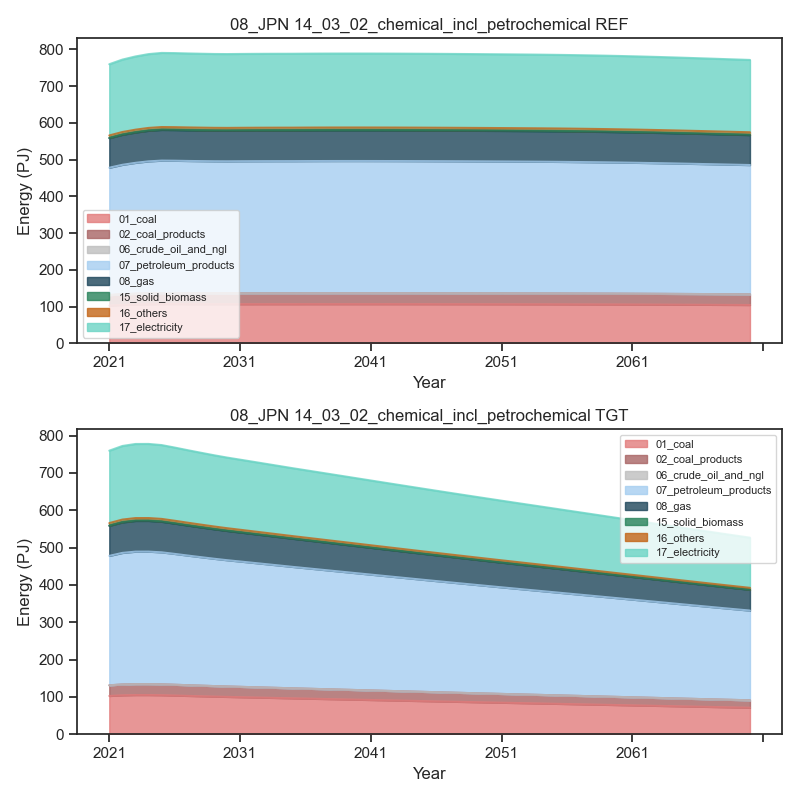 08_JPN 14_03_02_chemical_incl_petrochemical REF
800
700
600
500
400
300
200
100
0
Energy (PJ)
01_coal
02_coal_products
06_crude_oil_and_ngl
07_petroleum_products
08_gas
15_solid_biomass
16_others
17_electricity
2021 2031 2041 2051 2061
Year
08_JPN 14_03_02_chemical_incl_petrochemical TGT
800
700
600
500
400
300
200
100
0
Energy (PJ)
01_coal
02_coal_products
06_crude_oil_and_ngl
07_petroleum_products
08_gas
15_solid_biomass
16_others
17_electricity
2021 2031 2041 2051 2061
Year